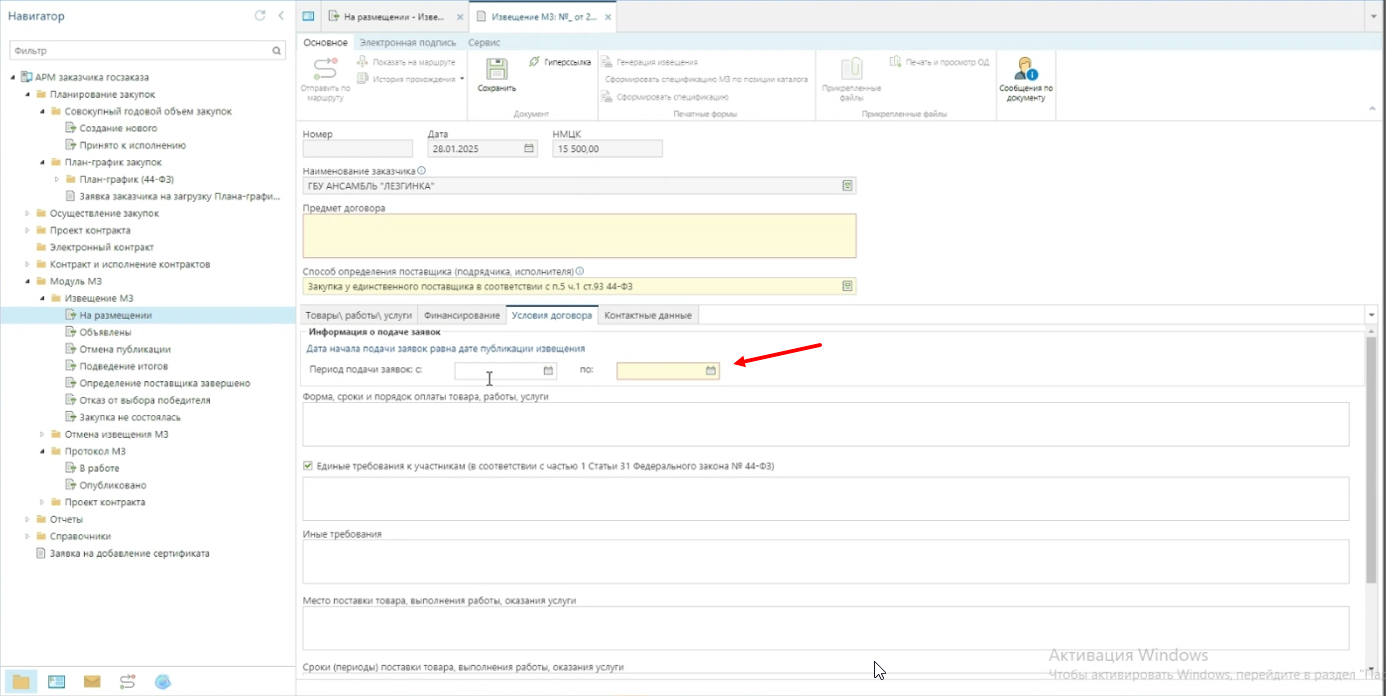 Навигатор
Фильтр
АРМ заказчика госзаказа
Планирование закупок
Совокупный годовой объем закупок
Создание нового
Принято к исполнению
План-график закупок
План-график (44-ФЗ)
Заявка заказчика на загрузку Плана-графи...
Осуществление закупок
Проект контракта
Электронный контракт
Контракт и исполнение контрактов
Модуль МЗ
Извещение МЗ
На размещении
Объявлены
Отмена публикации
Подведение итогов
Определение поставщика завершено
Отказ от выбора победителя
Закупка не состоялась
Отмена извещения МЗ
Протокол МЗ
В работе
Опубликовано
Проект контракта
Отчеты
Справочники
Заявка на добавление сертификата
На размещении - Изве... Извещение МЗ: №_ от 2...
Основное Электронная подпись Сервис
Отправить по маршруту
Показать на маршруте
История прохождения
Сохранить
Гиперссылка
Документ
Генерация извещения
Сформировать спецификацию МЗ по позиции каталога
Сформировать спецификацию
Печатные формы
Прикрепленные файлы
Печать и просмотр ОД
Прикрепленные файлы
Сообщения по документу
Номер Дата НМЦК
28.01.2025 15 500,00
Наименование заказчика
ГБУ АНСАМБЛЬ "ЛЕЗГИНКА"
Предмет договора
Способ определения поставщика (подрядчика, исполнителя)
Закупка у единственного поставщика в соответствии с п.5 ч.1 ст.93 44-ФЗ
Товары\ работы\ услуги Финансирование Условия договора Контактные данные
Информация о подаче заявок
Дата начала подачи заявок равна дате публикации извещения
Период подачи заявок: с: по:
Форма, сроки и порядок оплаты товара, работы, услуги
Единые требования к участникам (в соответствии с частью 1 Статьи 31 Федерального закона № 44-ФЗ)
Иные требования
Место поставки товара, выполнения работы, оказания услуги
Сроки (периоды) поставки товара, выполнения работы, оказания услуги
Активация Windows
Чтобы активировать Windows, перейдите в раздел "Па